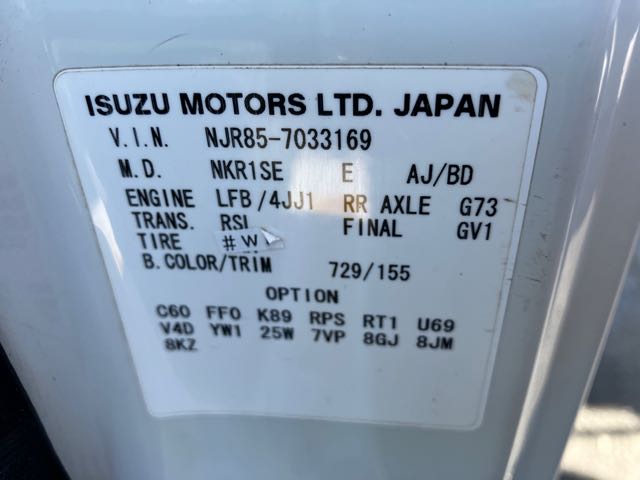 ISUZU MOTORS LTD. JAPAN
V.I.N. NJR85-7033169
M.D. NKR1SE E AJ/BD
ENGINE LFB/4JJ1 RR AXLE G73
TRANS. RSL FINAL GV1
TIRE #W
B.COLOR/TRIM 729/155
OPTION
C60 FF0 K89 RPS RT1 U69
V4D YW1 25W 7VP 8GJ 8JM
8KZ